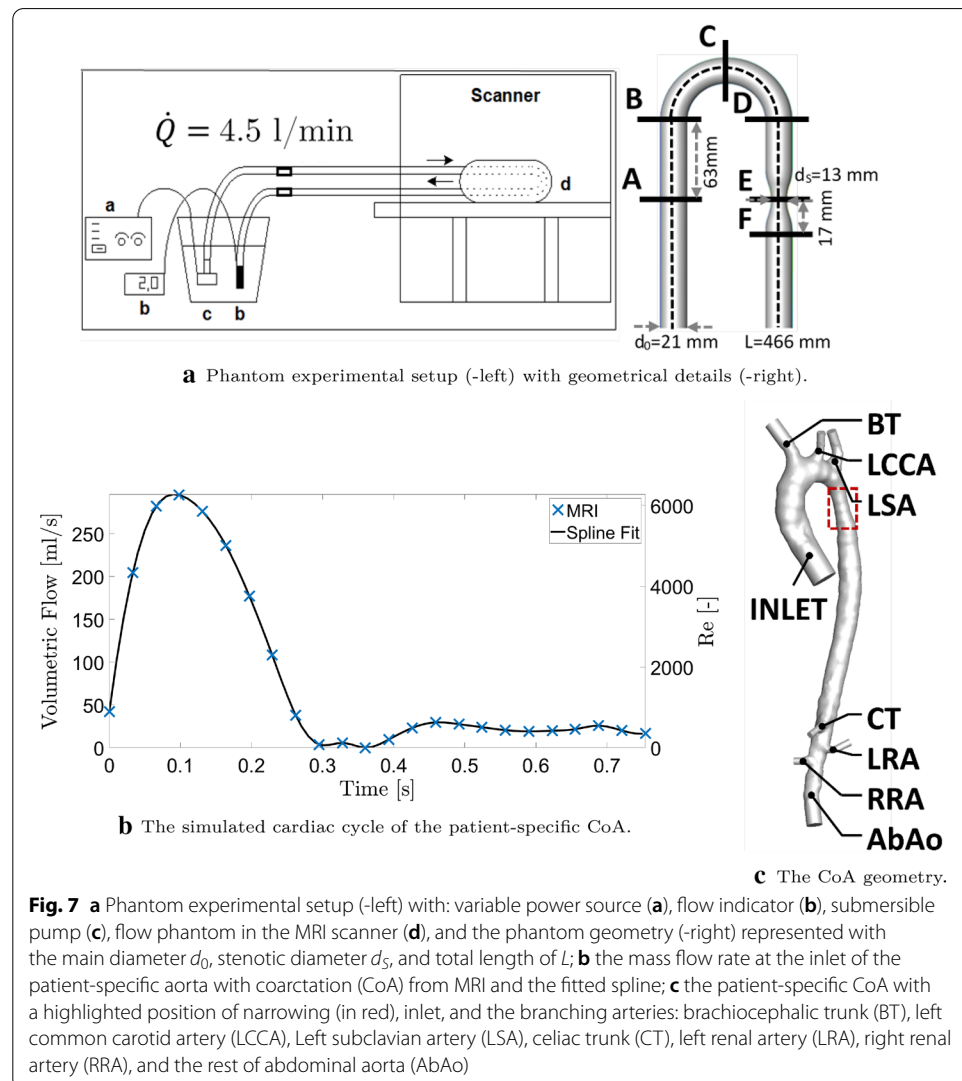 Scanner
Q̇ = 4.5 l/min
a
b
c
b
d
C
B
D
A
63mm
E
dₛ=13 mm
F
17 mm
d₀=21 mm
L=466 mm
a Phantom experimental setup (-left) with geometrical details (-right).
Volumetric Flow [ml/s]
250
200
150
100
50
0
0
0.1
0.2
0.3
0.4
0.5
0.6
0.7
Time [s]
MRI
Spline Fit
6000
4000
2000
0
Re [-]
b The simulated cardiac cycle of the patient-specific CoA.
BT
LCCA
LSA
INLET
CT
LRA
RRA
AbAo
c The CoA geometry.
Fig. 7 a Phantom experimental setup (-left) with: variable power source (a), flow indicator (b), submersible
pump (c), flow phantom in the MRI scanner (d), and the phantom geometry (-right) represented with
the main diameter d₀, stenotic diameter dS, and total length of L; b the mass flow rate at the inlet of the
patient-specific aorta with coarctation (CoA) from MRI and the fitted spline; c the patient-specific CoA with
a highlighted position of narrowing (in red), inlet, and the branching arteries: brachiocephalic trunk (BT), left
common carotid artery (LCCA), Left subclavian artery (LSA), celiac trunk (CT), left renal artery (LRA), right renal
artery (RRA), and the rest of abdominal aorta (AbAo)
2,0